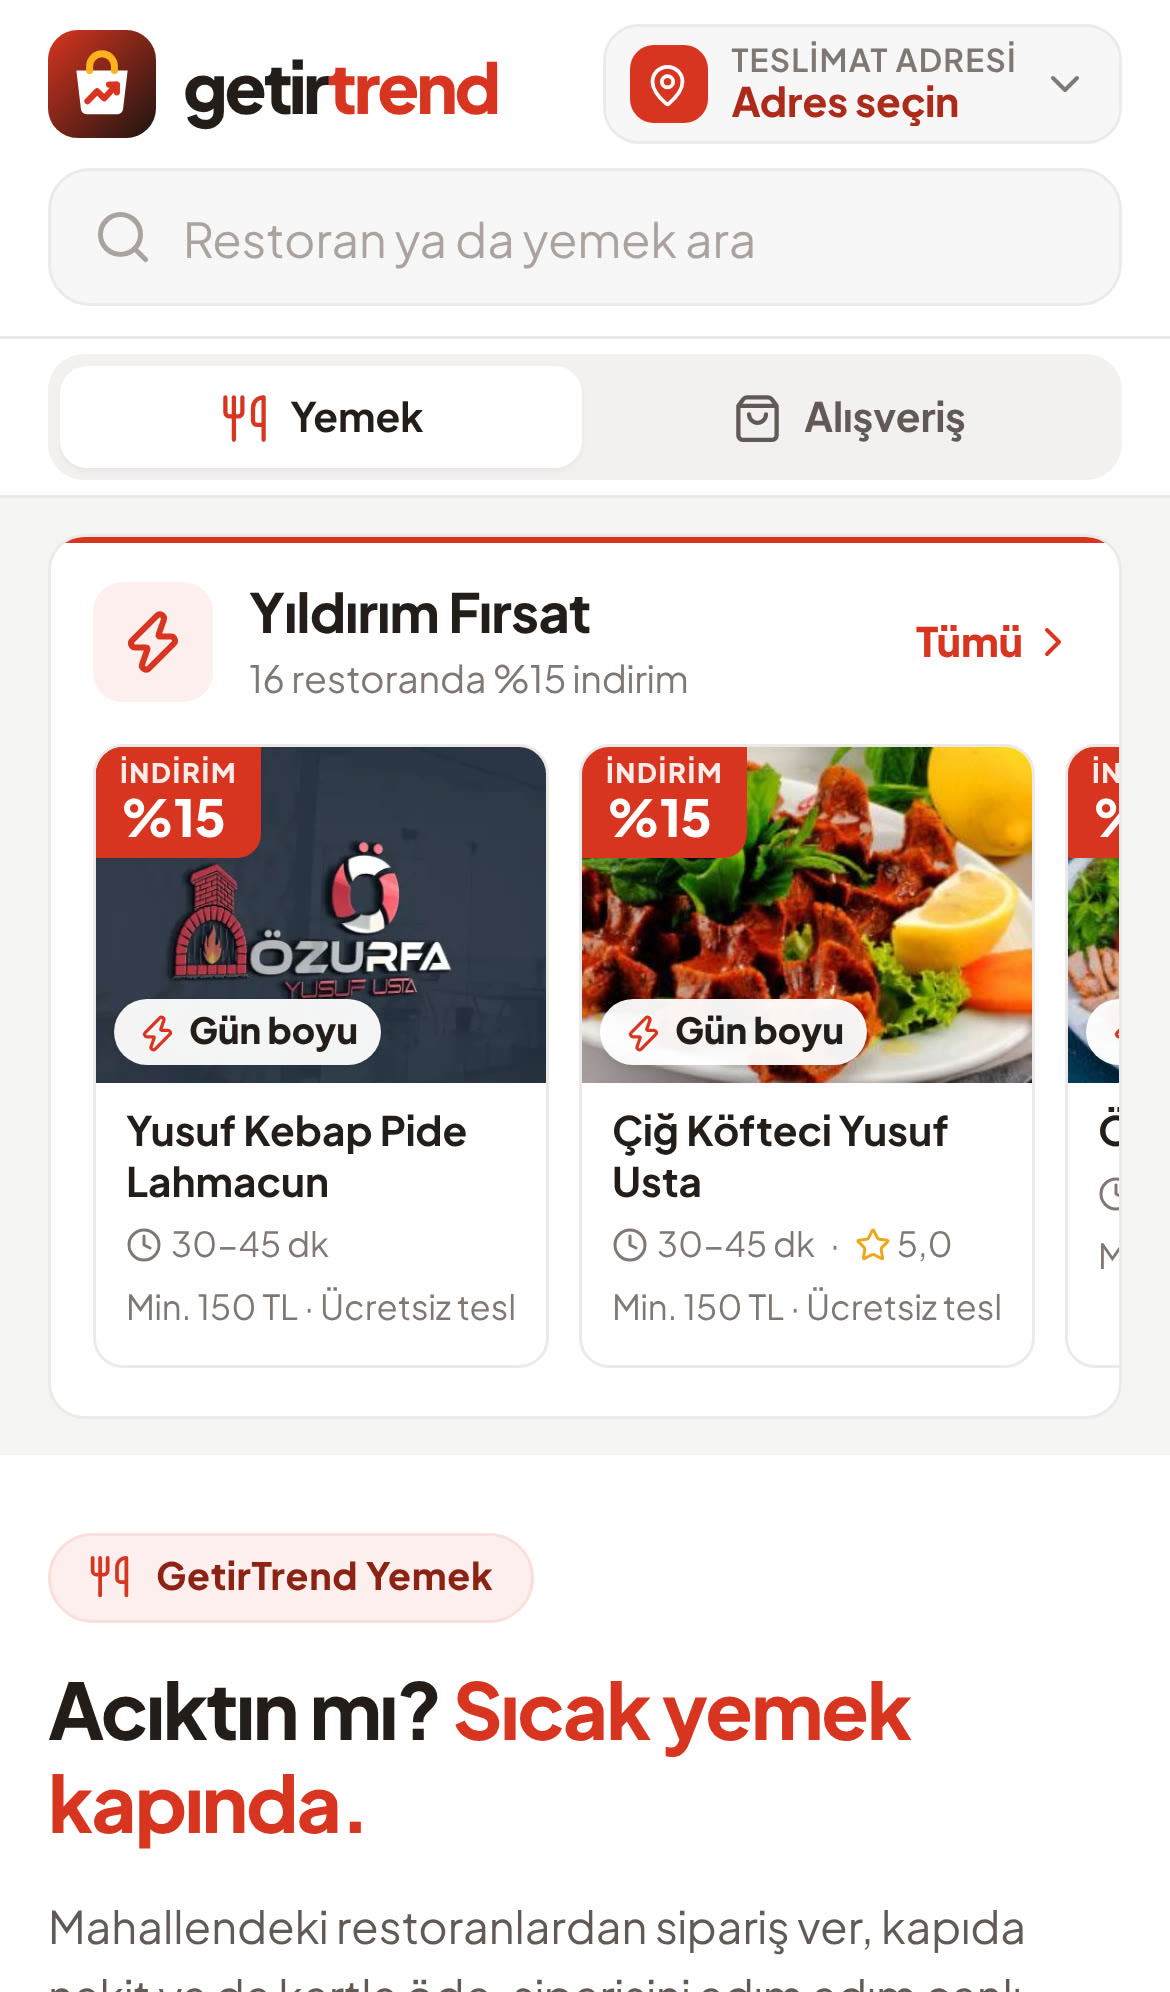 getirtrend
TESLİMAT ADRESİ
Adres seçin
Restoran ya da yemek ara
Yemek
Alışveriş
Yıldırım Fırsat
16 restoranda %15 indirim
Tümü
İNDİRİM
%15
ÖZURFA
YUSUF USTA
Gün boyu
Yusuf Kebap Pide
Lahmacun
30–45 dk
Min. 150 TL · Ücretsiz tesl
İNDİRİM
%15
Gün boyu
Çiğ Köfteci Yusuf
Usta
30–45 dk · 5,0
Min. 150 TL · Ücretsiz tesl
GetirTrend Yemek
Acıktın mı? Sıcak yemek
kapında.
Mahallendeki restoranlardan sipariş ver, kapıda